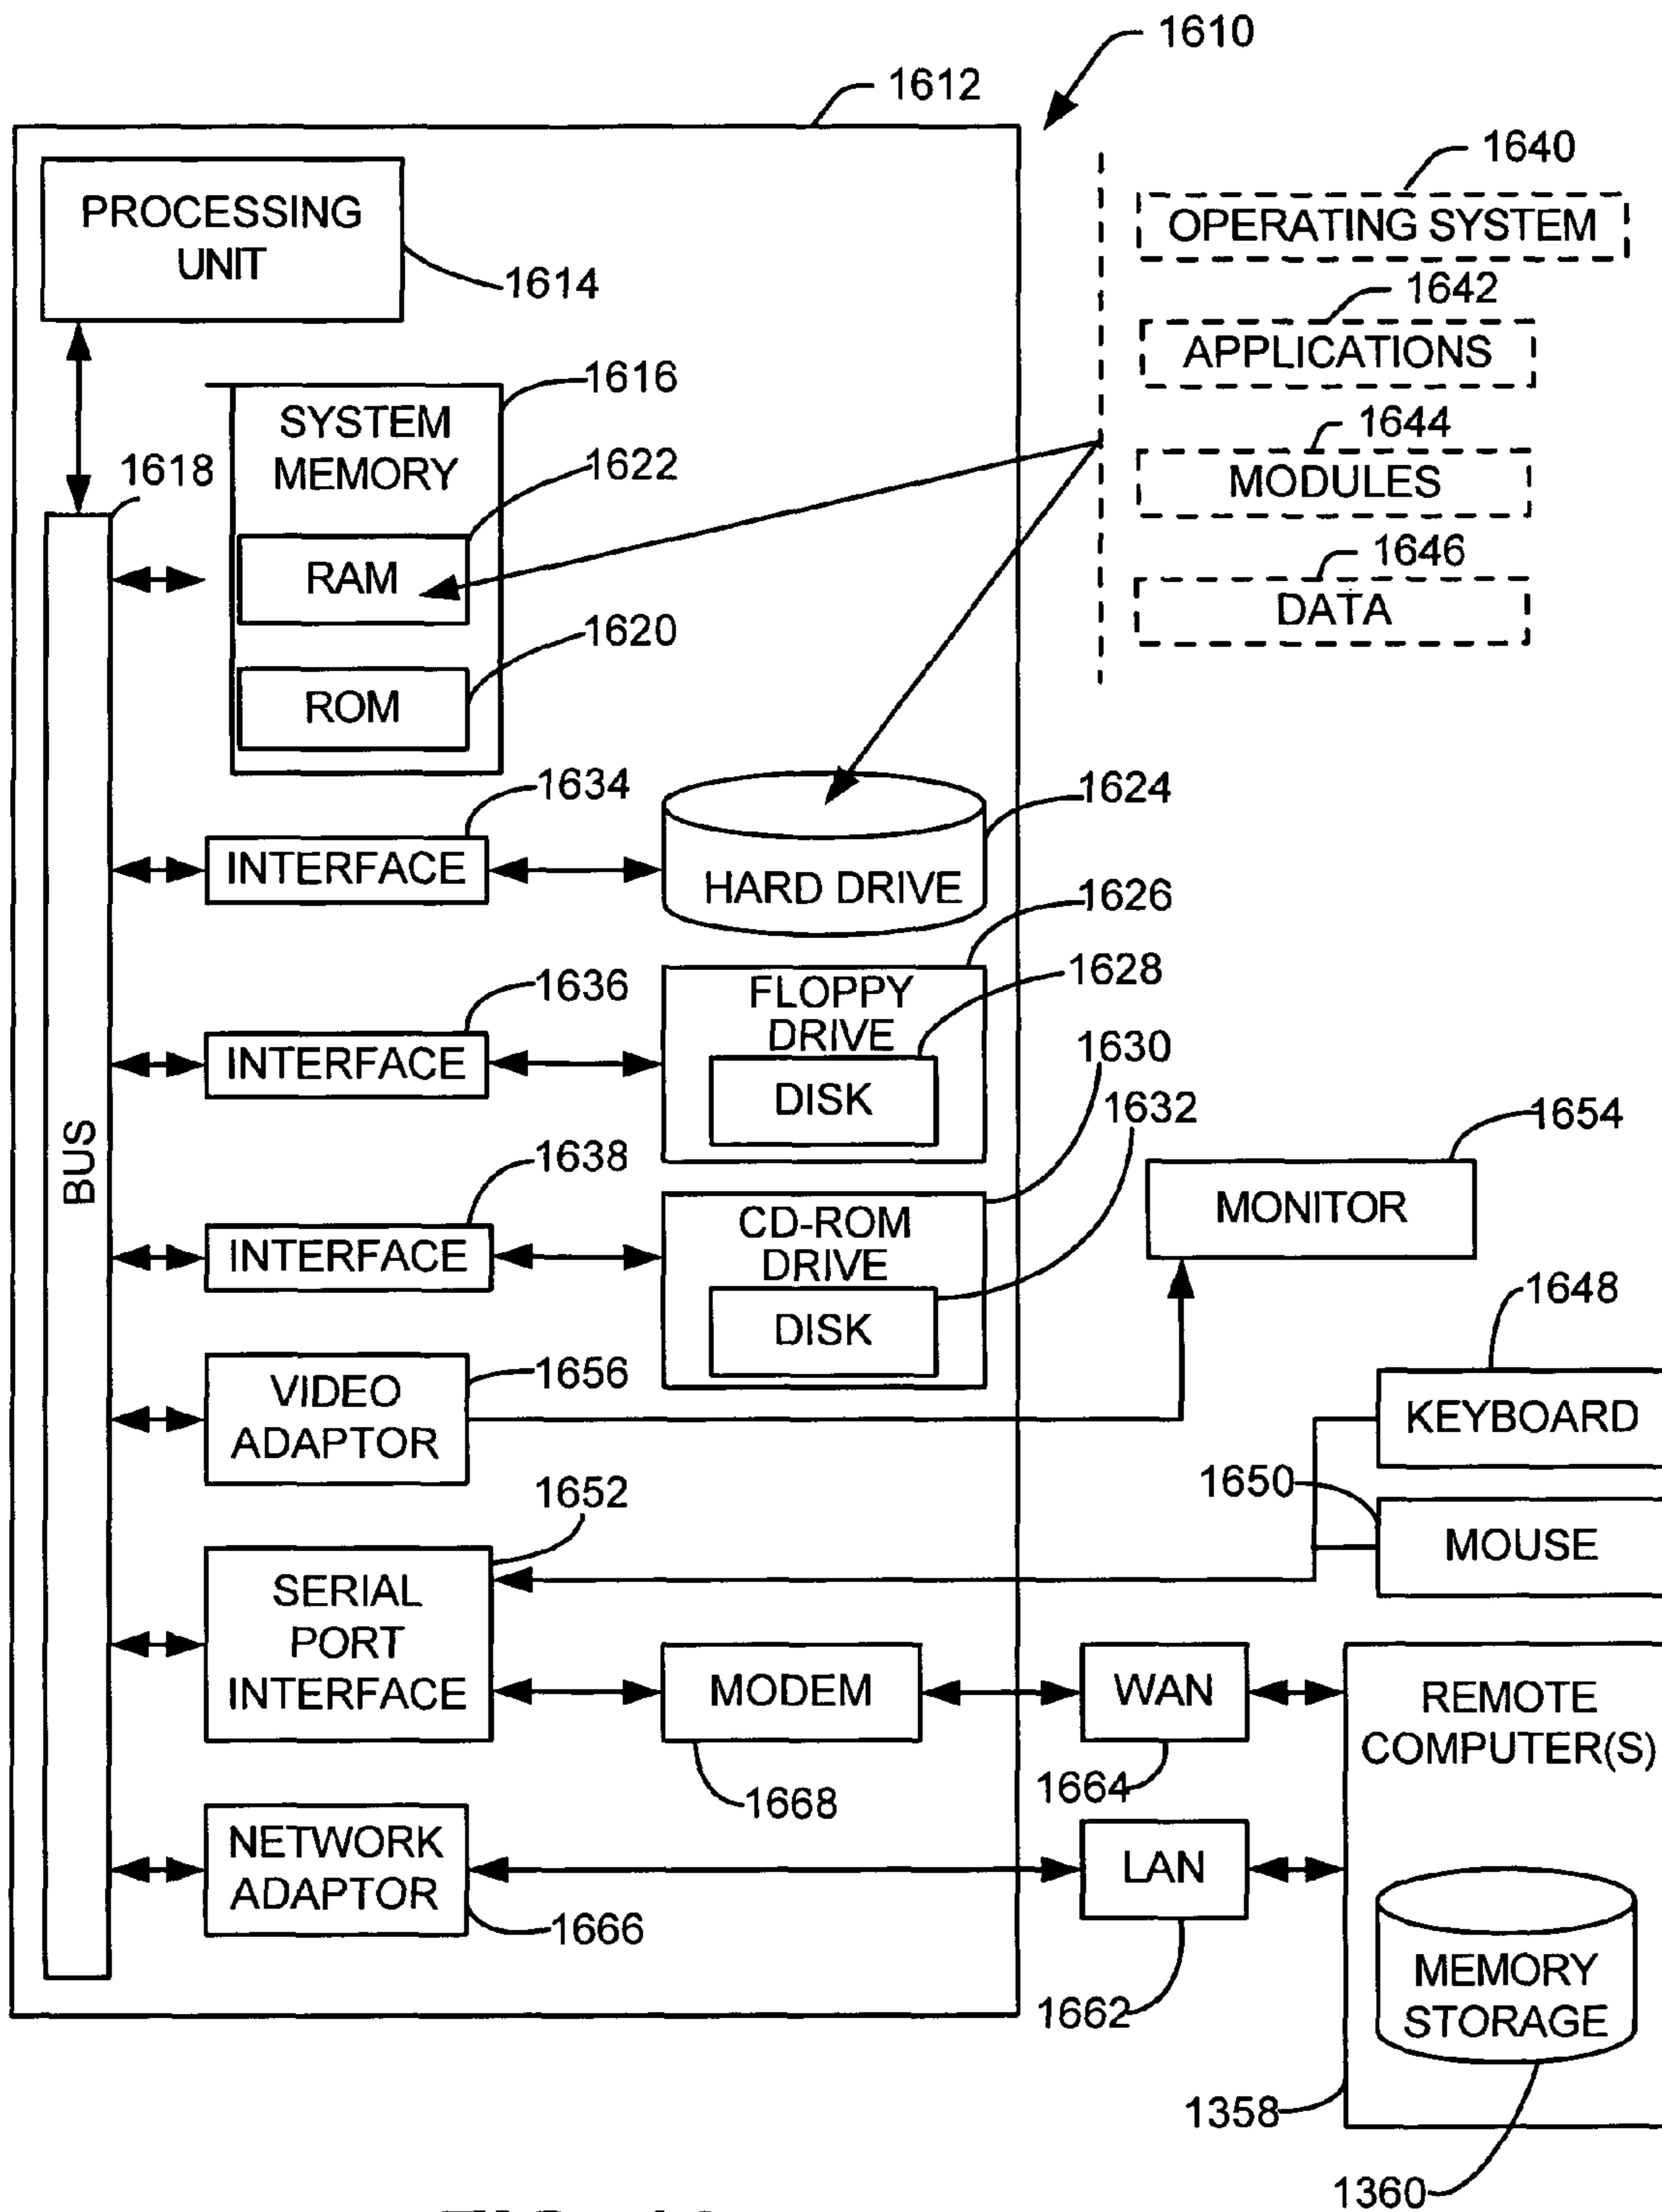 1610
1612
PROCESSING
UNIT
1614
1640
OPERATING SYSTEM
1642
APPLICATIONS
1644
MODULES
1646
DATA
1616
SYSTEM
MEMORY
1618
1622
RAM
1620
ROM
BUS
1634
INTERFACE
1624
HARD DRIVE
1626
1636
INTERFACE
FLOPPY
DRIVE
1628
DISK
1630
1632
1638
INTERFACE
CD-ROM
DRIVE
DISK
1654
MONITOR
1656
VIDEO
ADAPTOR
1648
KEYBOARD
1650
MOUSE
1652
SERIAL
PORT
INTERFACE
MODEM
1668
WAN
1664
REMOTE
COMPUTER(S)
NETWORK
ADAPTOR
1666
LAN
1662
MEMORY
STORAGE
1358
1360